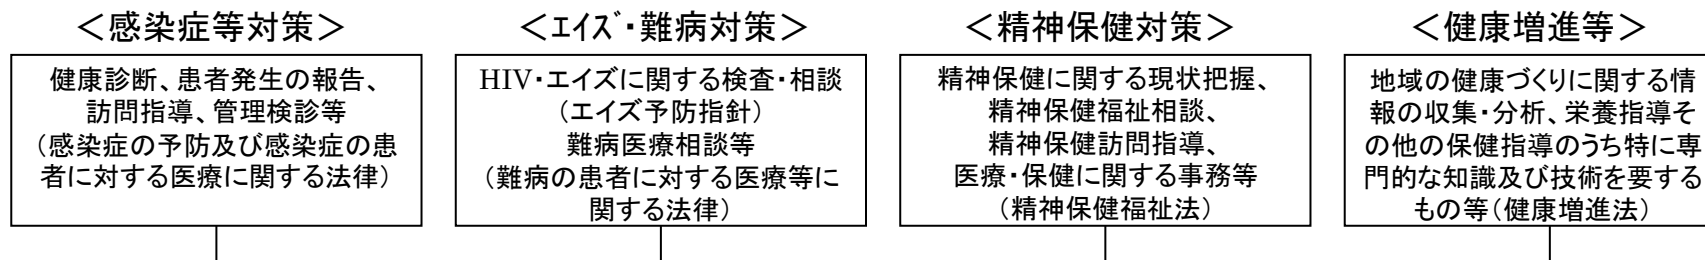 ＜感染症等対策＞
健康診断、患者発生の報告、
訪問指導、管理検診等
（感染症の予防及び感染症の患
者に対する医療に関する法律）
＜ｴｲｽﾞ・難病対策＞
HIV・エイズに関する検査・相談
（エイズ予防指針）
難病医療相談等
（難病の患者に対する医療等に
関する法律）
＜精神保健対策＞
精神保健に関する現状把握、
精神保健福祉相談、
精神保健訪問指導、
医療・保健に関する事務等
（精神保健福祉法）
＜健康増進等＞
地域の健康づくりに関する情
報の収集・分析、栄養指導そ
の他の保健指導のうち特に専
門的な知識及び技術を要する
もの等（健康増進法）